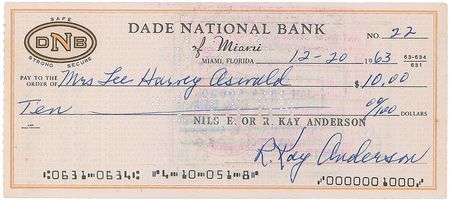 SAFE
DNB
STRONG SECURE
DADE NATIONAL BANK
of Miami
MIAMI, FLORIDA
NO. 22
12-20 1963
63-634
631
PAY TO THE
ORDER OF Mrs Lee Harvey Oswald $10.00
Ten 00/100 DOLLARS
NILS E. OR R. KAY ANDERSON
R. Kay Anderson
⑆0631⑉0634⑆ 4⑉10⑉051⑉8⑈ ⑈0000001000⑈